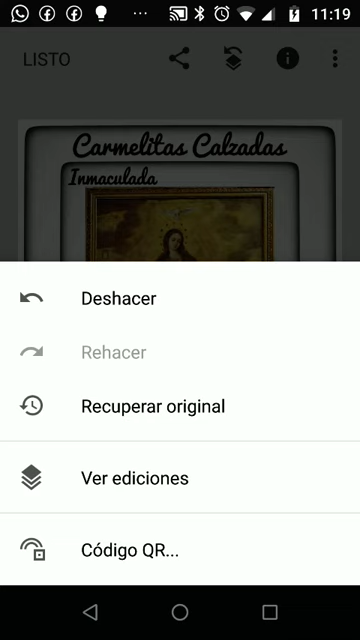 11:19
LISTO
Carmelitas Calzadas
Inmaculada
Deshacer
Rehacer
Recuperar original
Ver ediciones
Código QR...